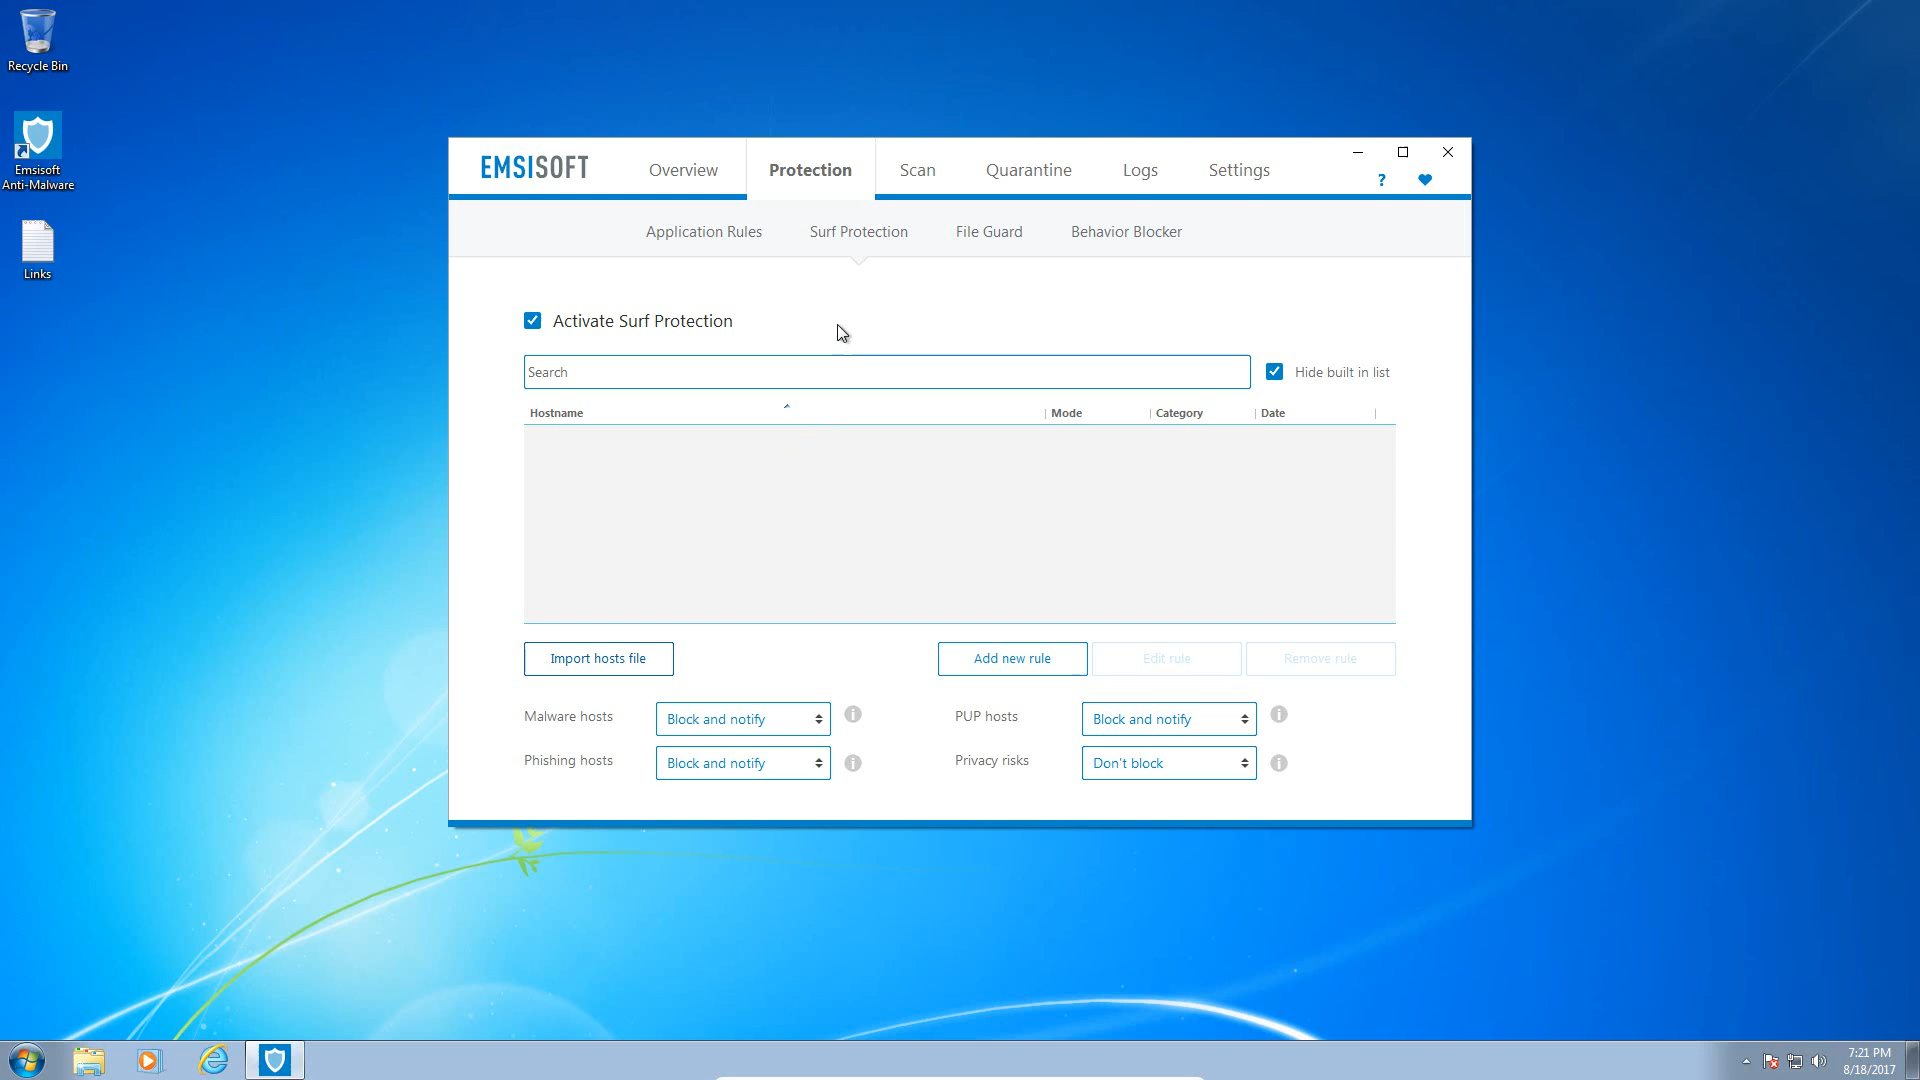 Recycle Bin
Emsisoft
Anti-Malware
Links
EMSISOFT
Overview
Protection
Scan
Quarantine
Logs
Settings
?
Application Rules
Surf Protection
File Guard
Behavior Blocker
Activate Surf Protection
Search
Hide built in list
Hostname
Mode
Category
Date
Import hosts file
Add new rule
Edit rule
Remove rule
Malware hosts
Block and notify
i
PUP hosts
Block and notify
i
Phishing hosts
Block and notify
i
Privacy risks
Don't block
i
7:21 PM
8/18/2017